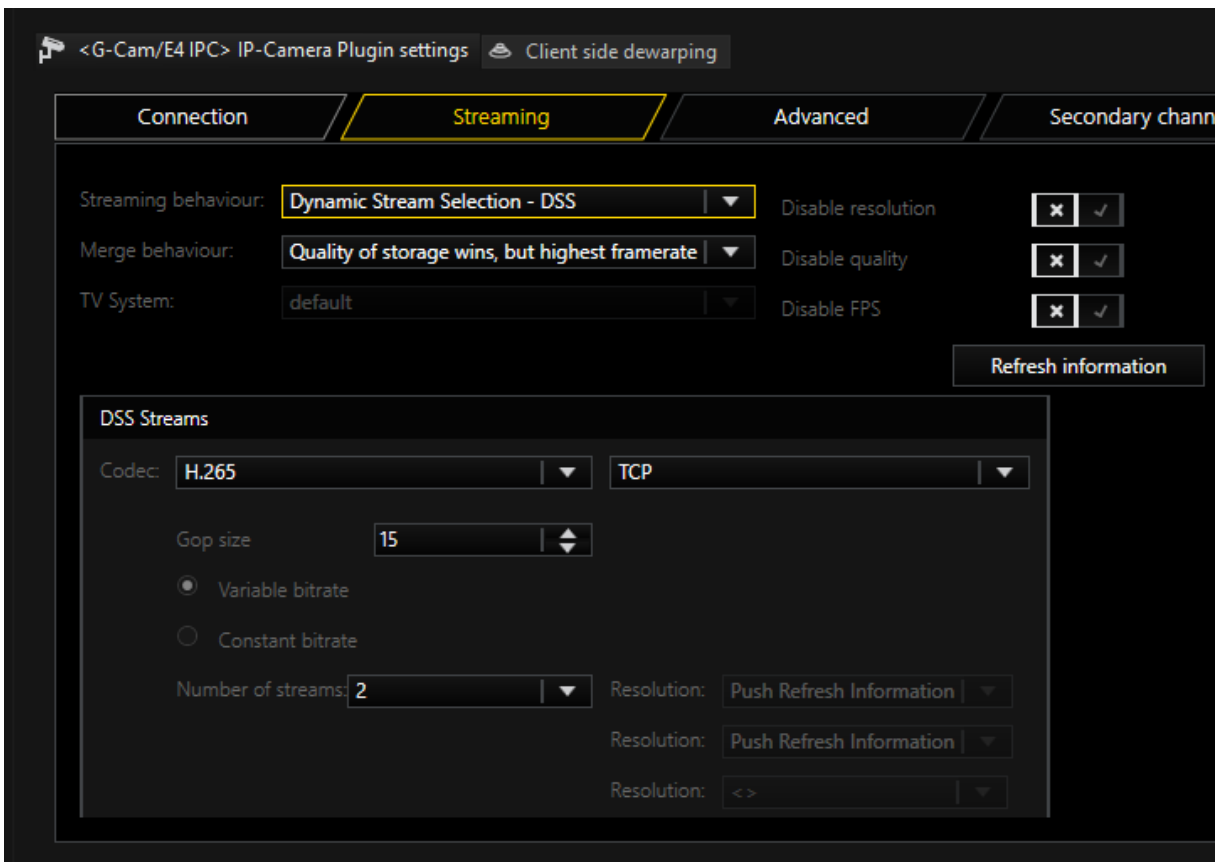 <G-Cam/E4 IPC> IP-Camera Plugin settings
Client side dewarping
Connection
Streaming
Advanced
Secondary chann
Streaming behaviour:
Dynamic Stream Selection - DSS
Disable resolution
Merge behaviour:
Quality of storage wins, but highest framerate
Disable quality
TV System:
default
Disable FPS
Refresh information
DSS Streams
Codec:
H.265
TCP
Gop size
15
Variable bitrate
Constant bitrate
Number of streams:
2
Resolution:
Push Refresh Information
Resolution:
Push Refresh Information
Resolution:
<>